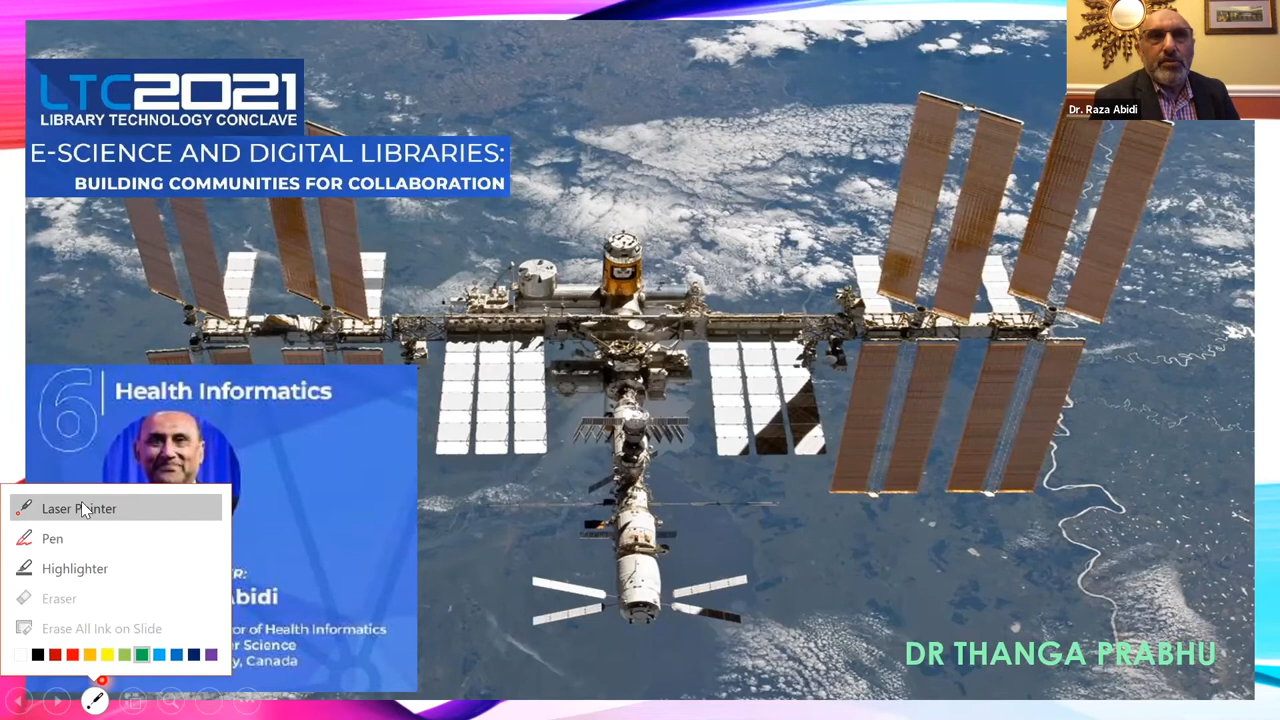 LTC2021
LIBRARY TECHNOLOGY CONCLAVE
E-SCIENCE AND DIGITAL LIBRARIES:
BUILDING COMMUNITIES FOR COLLABORATION
Dr. Raza Abidi
6
Health Informatics
Laser Pointer
Pen
Highlighter
Eraser
Erase All Ink on Slide
R:
Abidi
or of Health Informatics
r Science
y, Canada
DR THANGA PRABHU